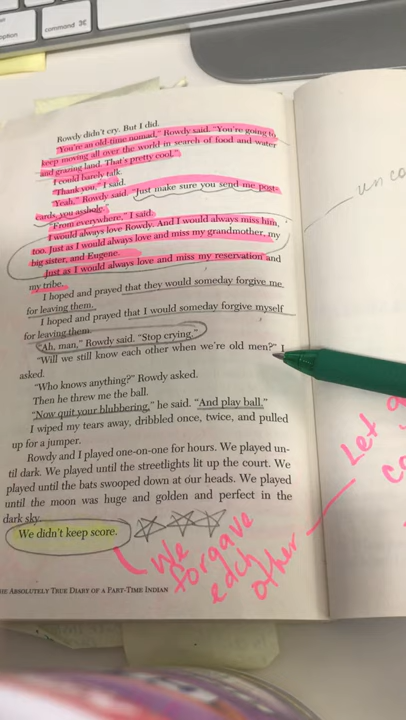 option
command ⌘
Rowdy didn't cry. But I did.
"You're an old-time nomad," Rowdy said. "You're going to
keep moving all over the world in search of food and water
and grazing land. That's pretty cool."
I could barely talk.
"Thank you," I said.
"Yeah," Rowdy said. "Just make sure you send me post-
cards, you asshole."
"From everywhere," I said.
I would always love Rowdy. And I would always miss him,
too. Just as I would always love and miss my grandmother, my
big sister, and Eugene.
Just as I would always love and miss my reservation and
my tribe.
I hoped and prayed that they would someday forgive me
for leaving them.
I hoped and prayed that I would someday forgive myself
for leaving them.
"Ah, man," Rowdy said. "Stop crying."
"Will we still know each other when we're old men?" I
asked.
"Who knows anything?" Rowdy asked.
Then he threw me the ball.
"Now quit your blubbering," he said. "And play ball."
I wiped my tears away, dribbled once, twice, and pulled
up for a jumper.
Rowdy and I played one-on-one for hours. We played un-
til dark. We played until the streetlights lit up the court. We
played until the bats swooped down at our heads. We played
until the moon was huge and golden and perfect in the
dark sky.
We didn't keep score.
We
forgave
each
other
Let
THE ABSOLUTELY TRUE DIARY OF A PART-TIME INDIAN